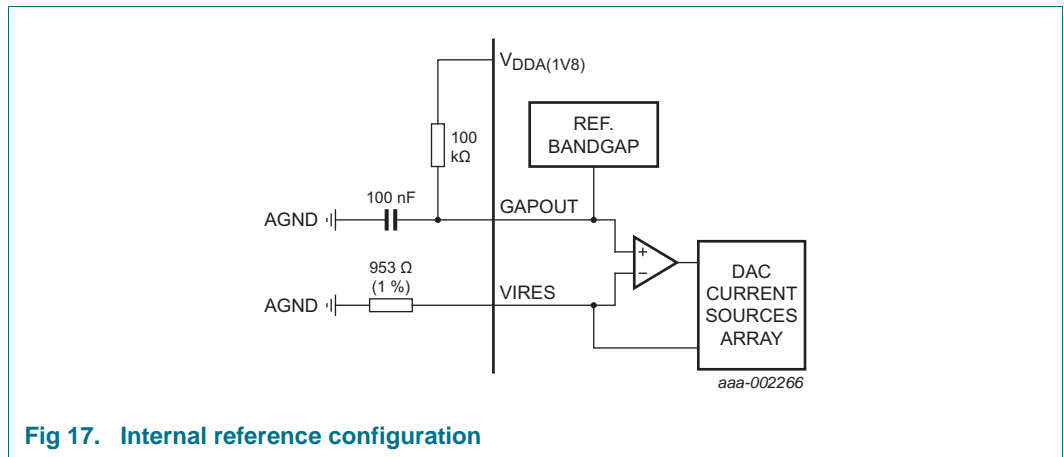 VDDA(1V8)
100
kΩ
REF.
BANDGAP
100 nF
AGND
GAPOUT
+
−
953 Ω
(1 %)
AGND
VIRES
DAC
CURRENT
SOURCES
ARRAY
aaa-002266
Fig 17. Internal reference configuration